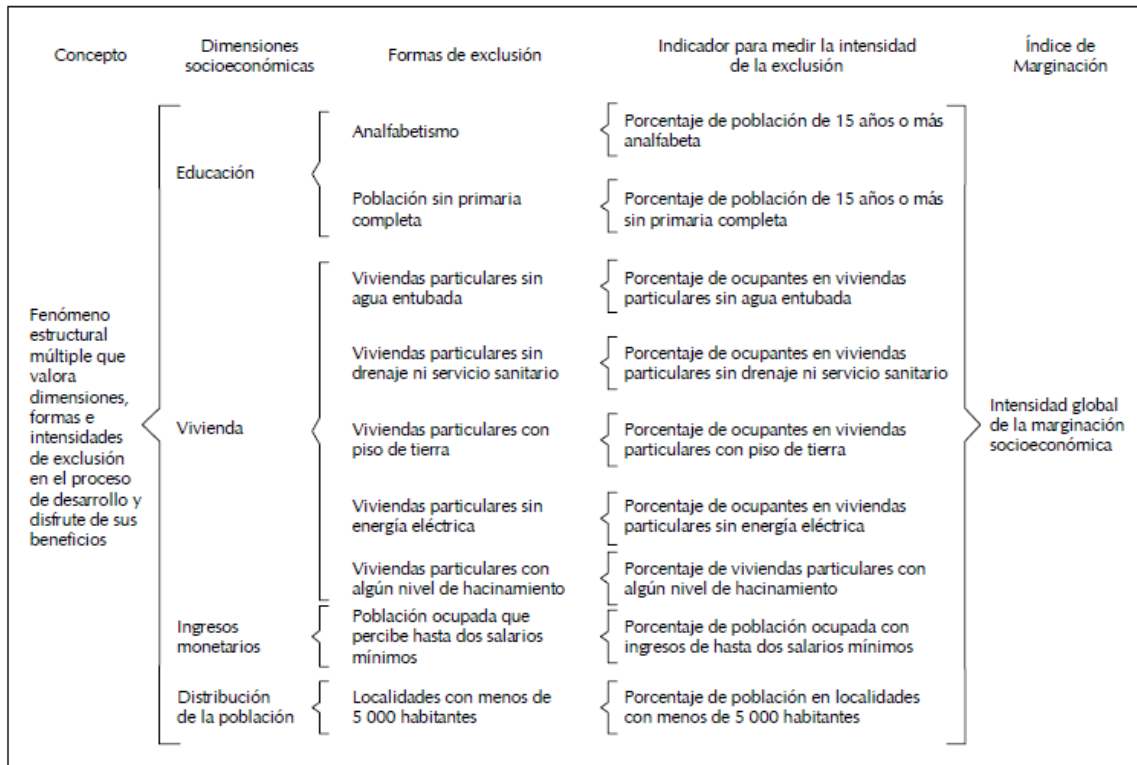 Concepto
Dimensiones
socioeconómicas
Formas de exclusión
Indicador para medir la intensidad
de la exclusión
Índice de
Marginación
Fenómeno
estructural
múltiple que
valora
dimensiones,
formas e
intensidades
de exclusión
en el proceso
de desarrollo y
disfrute de sus
beneficios
Educación
Analfabetismo
Porcentaje de población de 15 años o más
analfabeta
Población sin primaria
completa
Porcentaje de población de 15 años o más
sin primaria completa
Vivienda
Viviendas particulares sin
agua entubada
Porcentaje de ocupantes en viviendas
particulares sin agua entubada
Viviendas particulares sin
drenaje ni servicio sanitario
Porcentaje de ocupantes en viviendas
particulares sin drenaje ni servicio sanitario
Viviendas particulares con
piso de tierra
Porcentaje de ocupantes en viviendas
particulares con piso de tierra
Viviendas particulares sin
energía eléctrica
Porcentaje de ocupantes en viviendas
particulares sin energía eléctrica
Viviendas particulares con
algún nivel de hacinamiento
Porcentaje de viviendas particulares con
algún nivel de hacinamiento
Ingresos
monetarios
Población ocupada que
percibe hasta dos salarios
mínimos
Porcentaje de población ocupada con
ingresos de hasta dos salarios mínimos
Distribución
de la población
Localidades con menos de
5 000 habitantes
Porcentaje de población en localidades
con menos de 5 000 habitantes
Intensidad global
de la marginación
socioeconómica